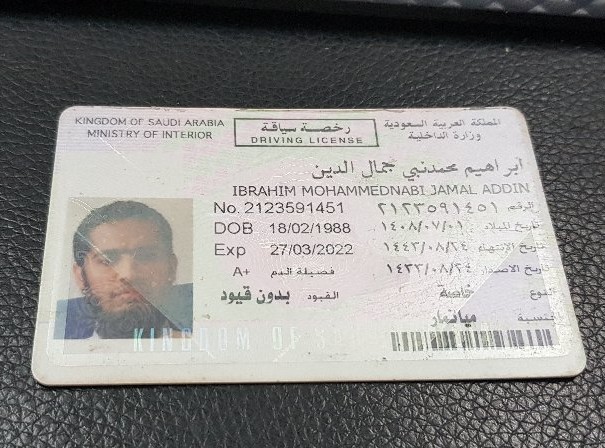 KINGDOM OF SAUDI ARABIA
MINISTRY OF INTERIOR
رخصة سياقة
DRIVING LICENSE
المملكة العربية السعودية
وزارة الداخلية
ابراهيم محمدنبي جمال الدين
IBRAHIM MOHAMMEDNABI JAMAL ADDIN
No. 2123591451 الرقم ٢١٢٣٥٩١٤٥١
DOB 18/02/1988 تاريخ الميلاد ١٤٠٨/٠٧/٠١
Exp 27/03/2022 تاريخ الانتهاء ١٤٤٣/٠٨/٢٤
A+ فصيلة الدم تاريخ الاصدار ١٤٣٣/٠٨/٢٤
القيود بدون قيود النوع خاصة
ميانمار
KINGDOM OF